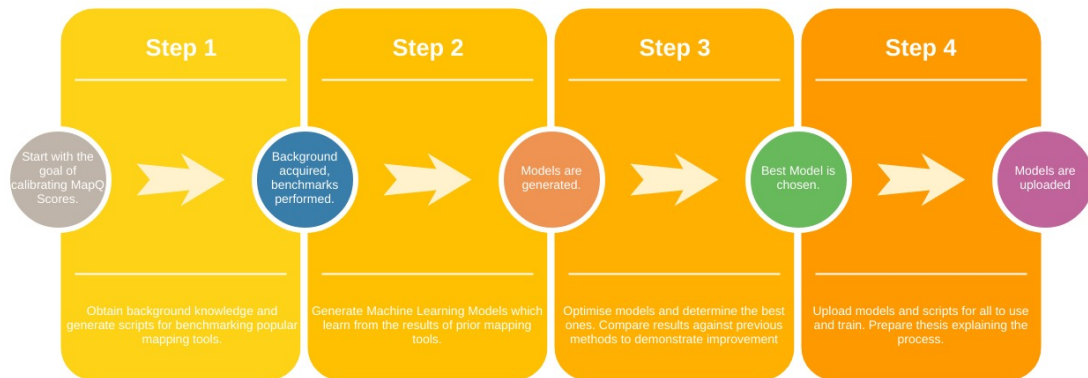 Step 1
Step 2
Step 3
Step 4
Start with the
goal of
calibrating MapQ
Scores.
Background
acquired,
benchmarks
performed.
Models are
generated.
Best Model is
chosen.
Models are
uploaded
Obtain background knowledge and
generate scripts for benchmarking popular
mapping tools.
Generate Machine Learning Models which
learn from the results of prior mapping
tools.
Optimise models and determine the best
ones. Compare results against previous
methods to demonstrate improvement
Upload models and scripts for all to use
and train. Prepare thesis explaining the
process.